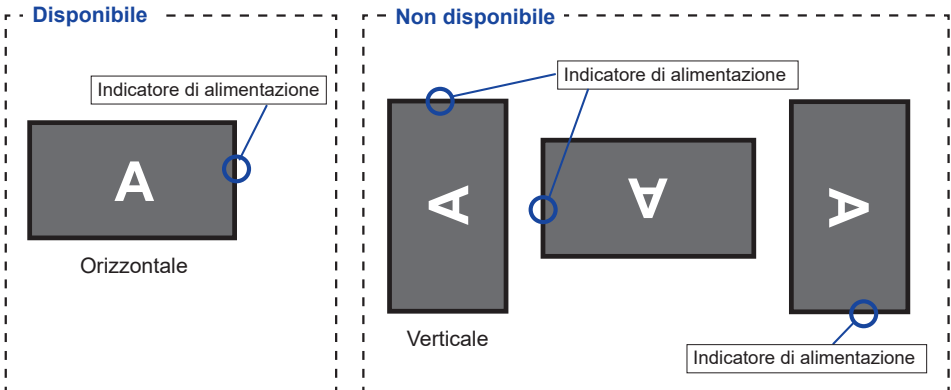 Disponibile
Indicatore di alimentazione
A
Orizzontale
Non disponibile
Indicatore di alimentazione
A
A
A
Verticale
Indicatore di alimentazione